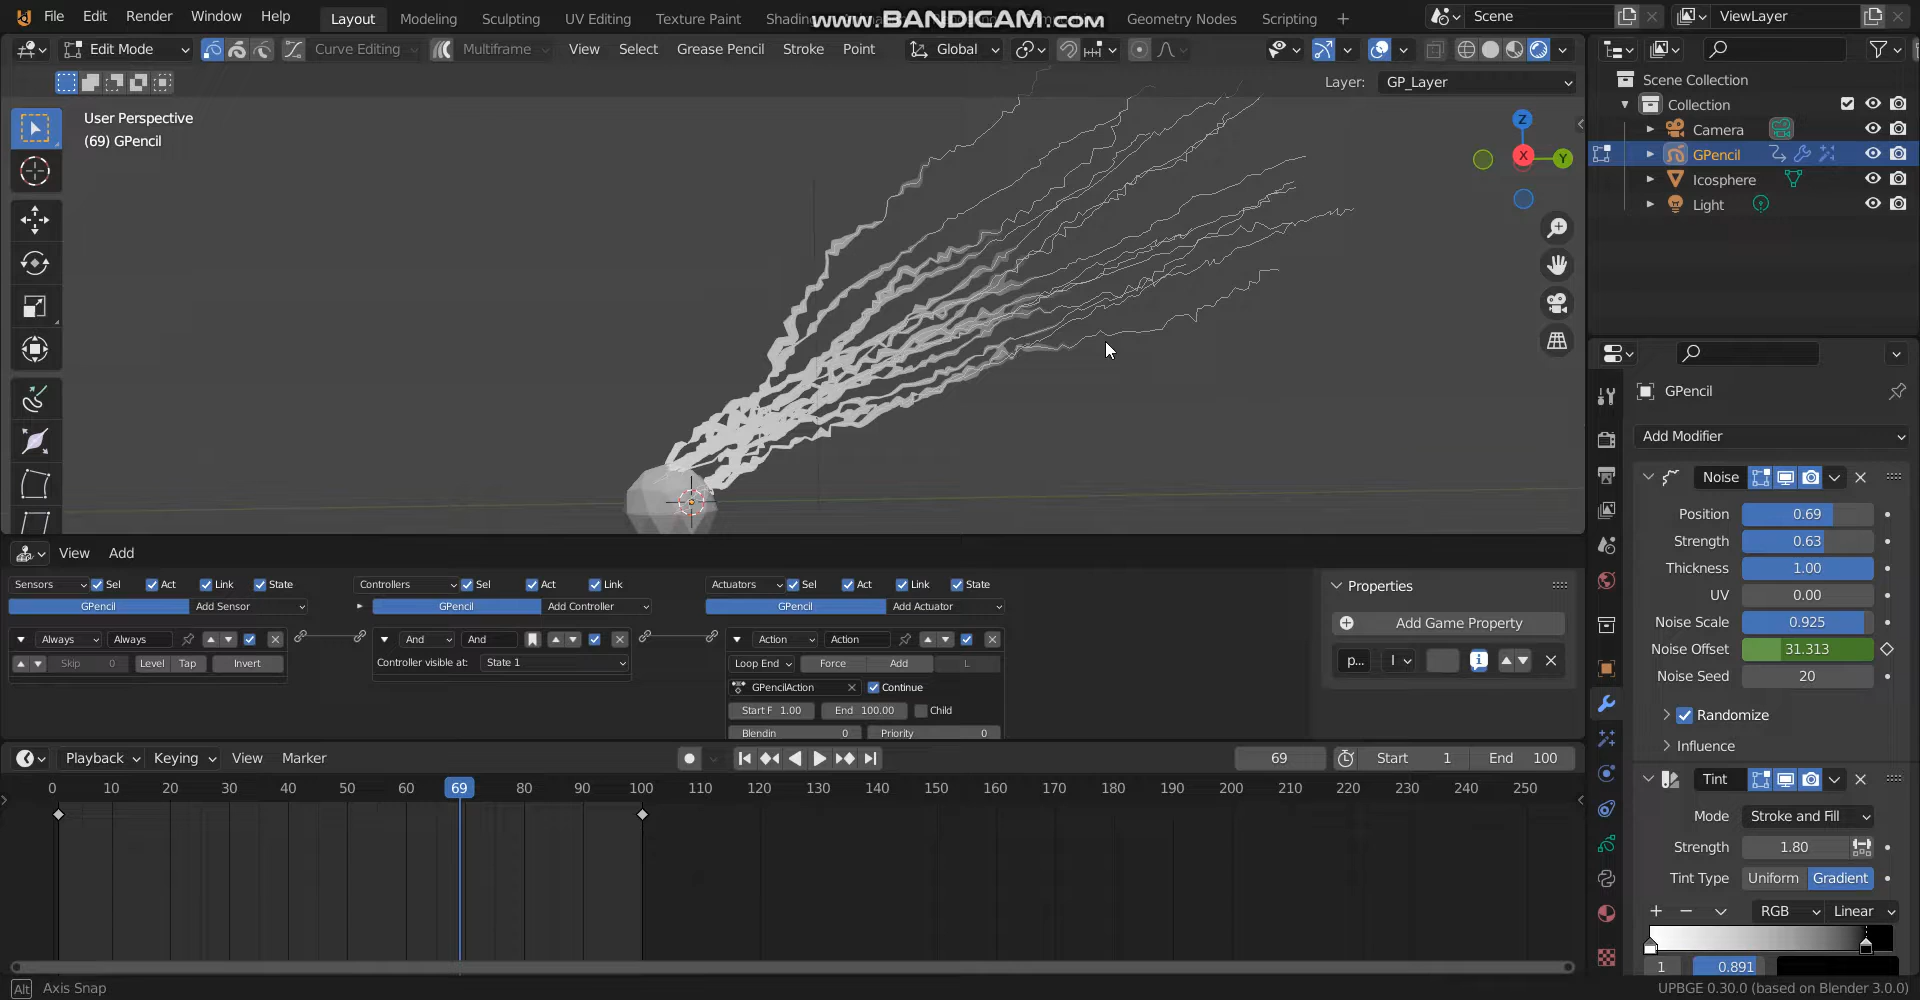 File Edit Render Window Help Layout Modeling Sculpting UV Editing Texture Paint Shading Geometry Nodes Scripting + Scene ViewLayer
www.BANDICAM.com
Edit Mode Curve Editing Multiframe View Select Grease Pencil Stroke Point Global
Layer: GP_Layer
User Perspective
(69) GPencil
Z
X
Y
Scene Collection
Collection
Camera
GPencil
Icosphere
Light
GPencil
Add Modifier
Noise
Position 0.69
Strength 0.63
Thickness 1.00
UV 0.00
Noise Scale 0.925
Noise Offset 31.313
Noise Seed 20
Randomize
Influence
Tint
Mode Stroke and Fill
Strength 1.80
Tint Type Uniform Gradient
RGB Linear
1 0.891
View Add
Sensors Sel Act Link State Controllers Sel Act Link Actuators Sel Act Link State
GPencil Add Sensor GPencil Add Controller GPencil Add Actuator
Always Always And And Action Action
Skip 0 Level Tap Invert Controller visible at: State 1 Loop End Force Add L
GPencilAction Continue
Start F 1.00 End 100.00 Child
Blendin 0 Priority 0
Properties
Add Game Property
p... I
Playback Keying View Marker 69 Start 1 End 100
0 10 20 30 40 50 60 69 80 90 100 110 120 130 140 150 160 170 180 190 200 210 220 230 240 250
Alt Axis Snap UPBGE 0.30.0 (based on Blender 3.0.0)